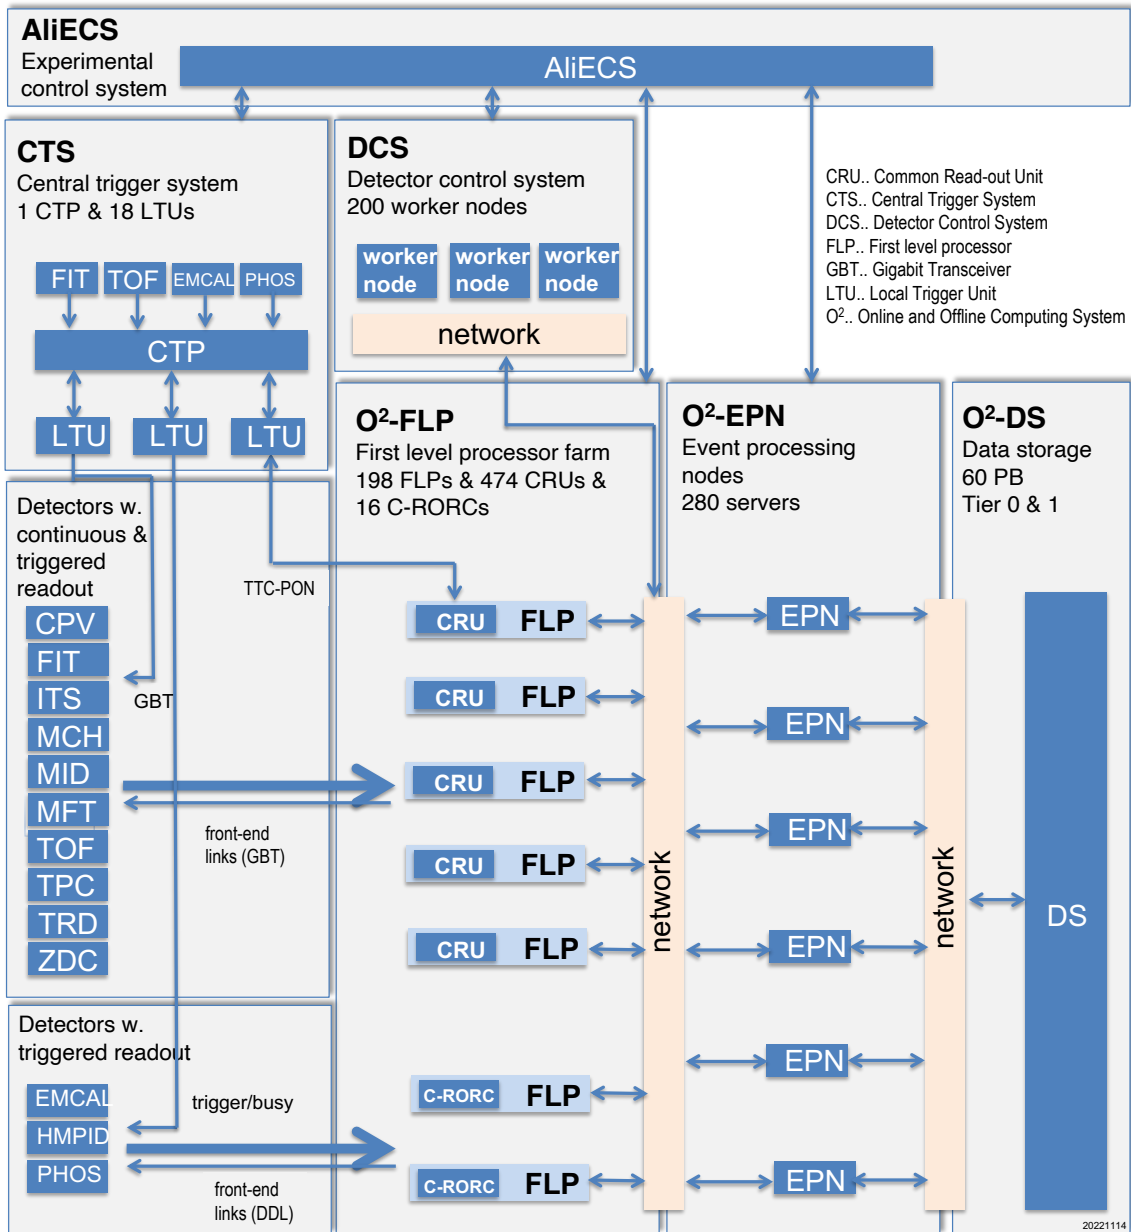 AliECS
Experimental
control system
AliECS
CTS
Central trigger system
1 CTP & 18 LTUs
FIT
TOF
EMCAL
PHOS
CTP
LTU
LTU
LTU
DCS
Detector control system
200 worker nodes
worker
node
worker
node
worker
node
network
CRU.. Common Read-out Unit
CTS.. Central Trigger System
DCS.. Detector Control System
FLP.. First level processor
GBT.. Gigabit Transceiver
LTU.. Local Trigger Unit
O².. Online and Offline Computing System
Detectors w.
continuous &
triggered
readout
CPV
FIT
ITS
MCH
MID
MFT
TOF
TPC
TRD
ZDC
GBT
TTC-PON
front-end
links (GBT)
Detectors w.
triggered readout
EMCAL
HMPID
PHOS
trigger/busy
front-end
links (DDL)
O²-FLP
First level processor farm
198 FLPs & 474 CRUs &
16 C-RORCs
CRU FLP
CRU FLP
CRU FLP
CRU FLP
CRU FLP
C-RORC FLP
C-RORC FLP
network
O²-EPN
Event processing
nodes
280 servers
EPN
EPN
EPN
EPN
EPN
EPN
network
O²-DS
Data storage
60 PB
Tier 0 & 1
DS
20221114